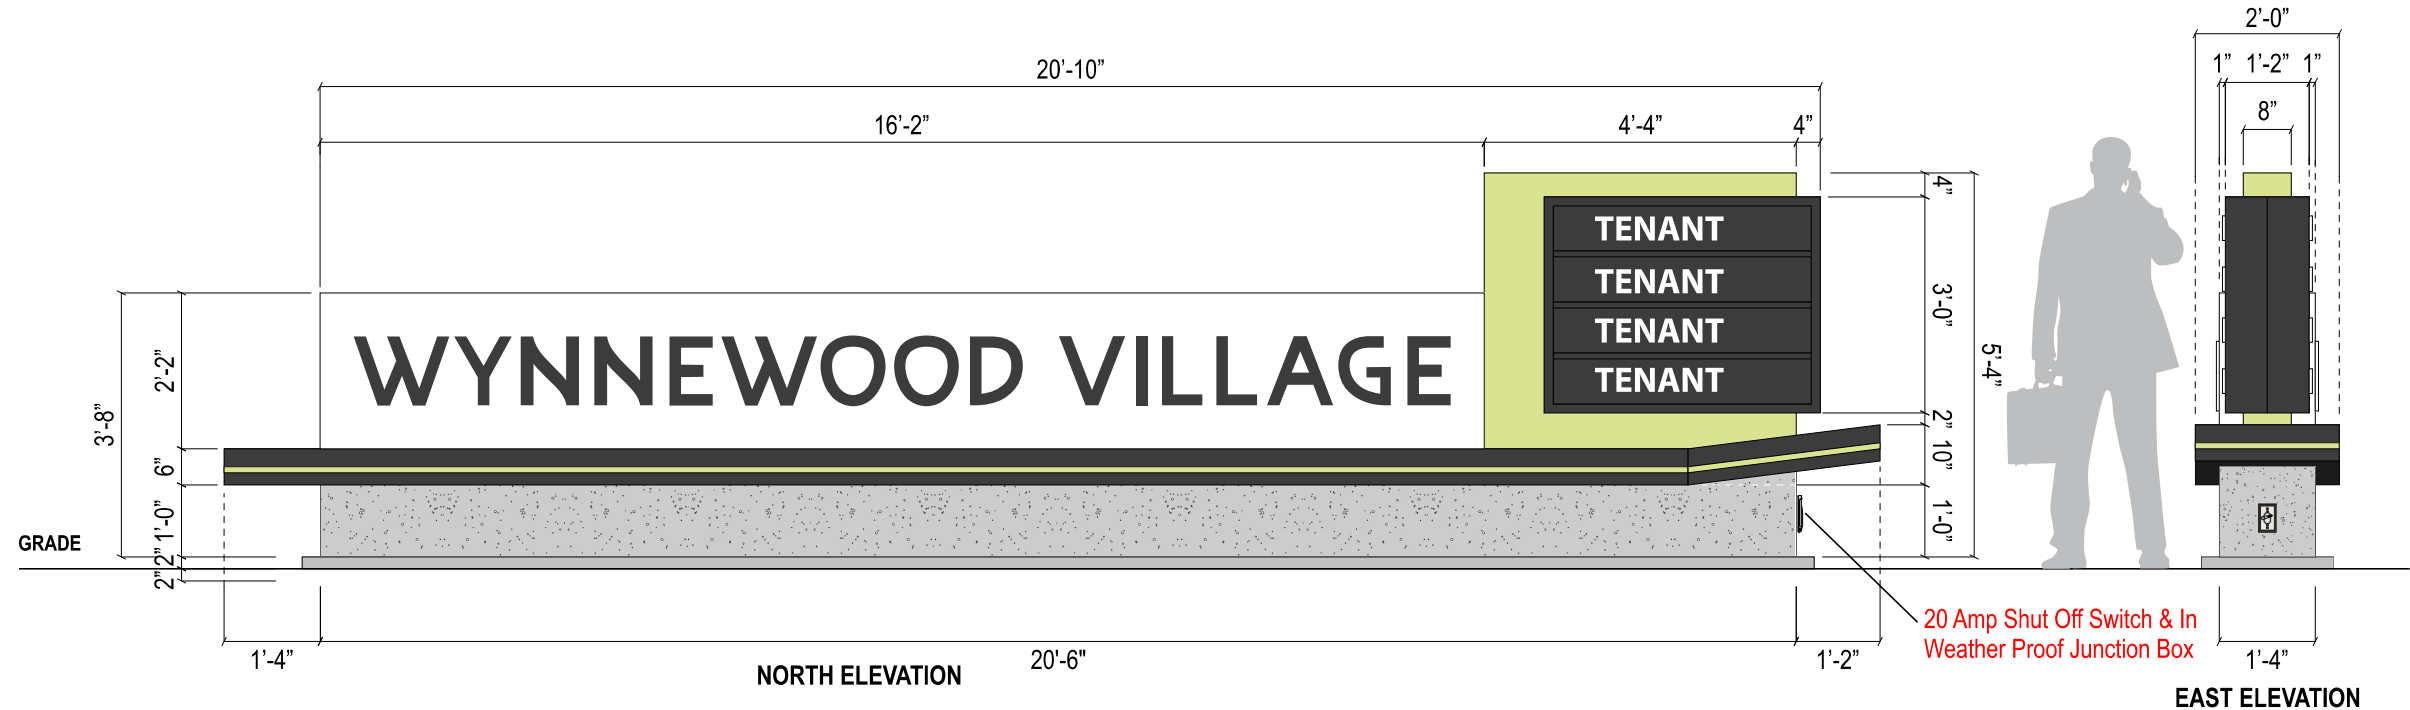 2’-0”
1” 1’-2” 1”
8”
20’-10”
16’-2” 4’-4” 4”
WYNNEWOOD VILLAGE
TENANT
TENANT
TENANT
TENANT
4”
3’-0”
2”
10”
1’-0”
5’-4”
3’-8”
2’-2”
6”
1’-0”
2”
2”
GRADE
20 Amp Shut Off Switch & In
Weather Proof Junction Box
1’-4” 20'-6" 1’-2” 1’-4”
NORTH ELEVATION
EAST ELEVATION